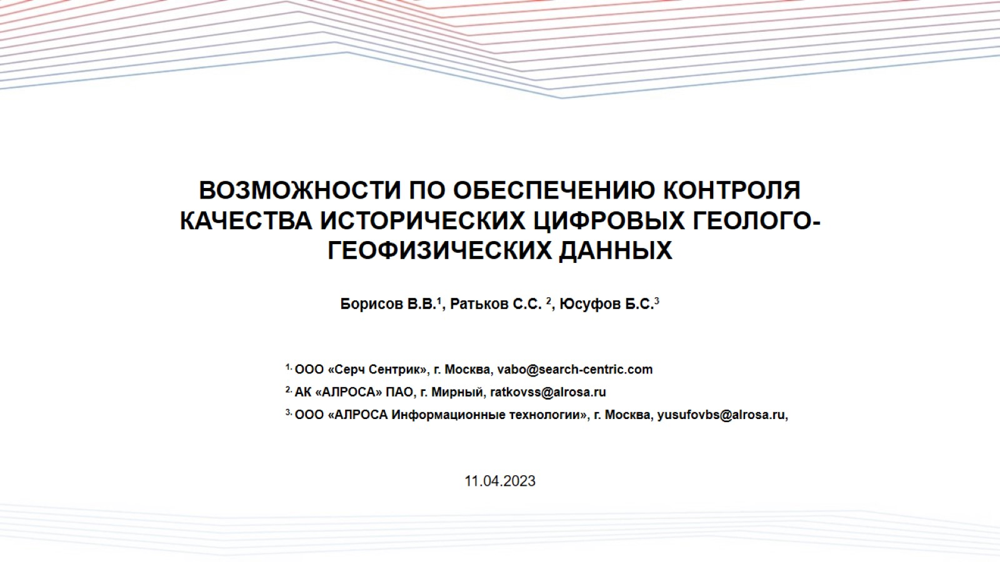 ВОЗМОЖНОСТИ ПО ОБЕСПЕЧЕНИЮ КОНТРОЛЯ
КАЧЕСТВА ИСТОРИЧЕСКИХ ЦИФРОВЫХ ГЕОЛОГО-
ГЕОФИЗИЧЕСКИХ ДАННЫХ
Борисов В.В.¹, Ратьков С.С. ², Юсуфов Б.С.³
¹· ООО «Серч Сентрик», г. Москва, vabo@search-centric.com
²· АК «АЛРОСА» ПАО, г. Мирный, ratkovss@alrosa.ru
³· ООО «АЛРОСА Информационные технологии», г. Москва, yusufovbs@alrosa.ru,
11.04.2023